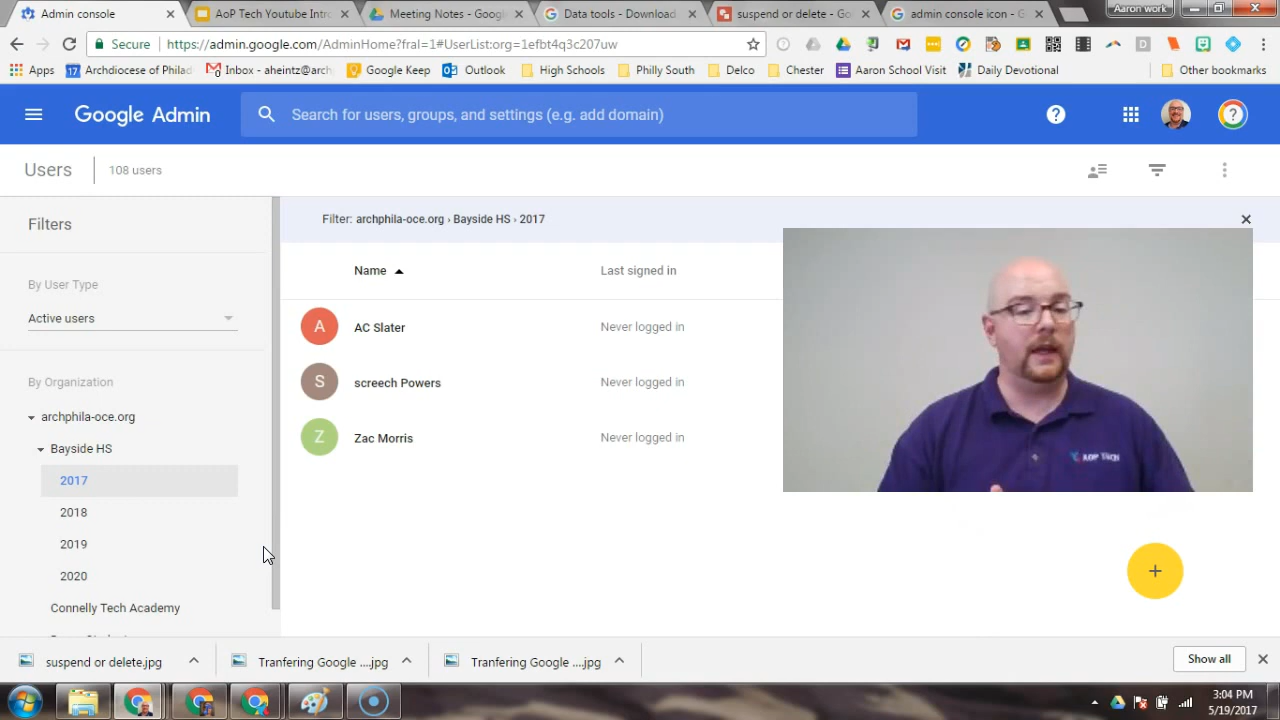 Admin console
AoP Tech Youtube Intro
Meeting Notes - Google
Data tools - Download
suspend or delete - Go
admin console icon - G
Aaron work
Secure
https://admin.google.com/AdminHome?fral=1#UserList:org=1efbt4q3c207uw
Apps
17
Archdiocese of Philad
Inbox - aheintz@arch
Google Keep
Outlook
High Schools
Philly South
Delco
Chester
Aaron School Visit
Daily Devotional
Other bookmarks
Google Admin
Search for users, groups, and settings (e.g. add domain)
Users
108 users
Filters
Filter: archphila-oce.org › Bayside HS › 2017
By User Type
Active users
Name
Last signed in
A
AC Slater
Never logged in
S
screech Powers
Never logged in
Z
Zac Morris
Never logged in
By Organization
archphila-oce.org
Bayside HS
2017
2018
2019
2020
Connelly Tech Academy
AOP TECH
suspend or delete.jpg
Tranfering Google ....jpg
Tranfering Google ....jpg
Show all
3:04 PM
5/19/2017